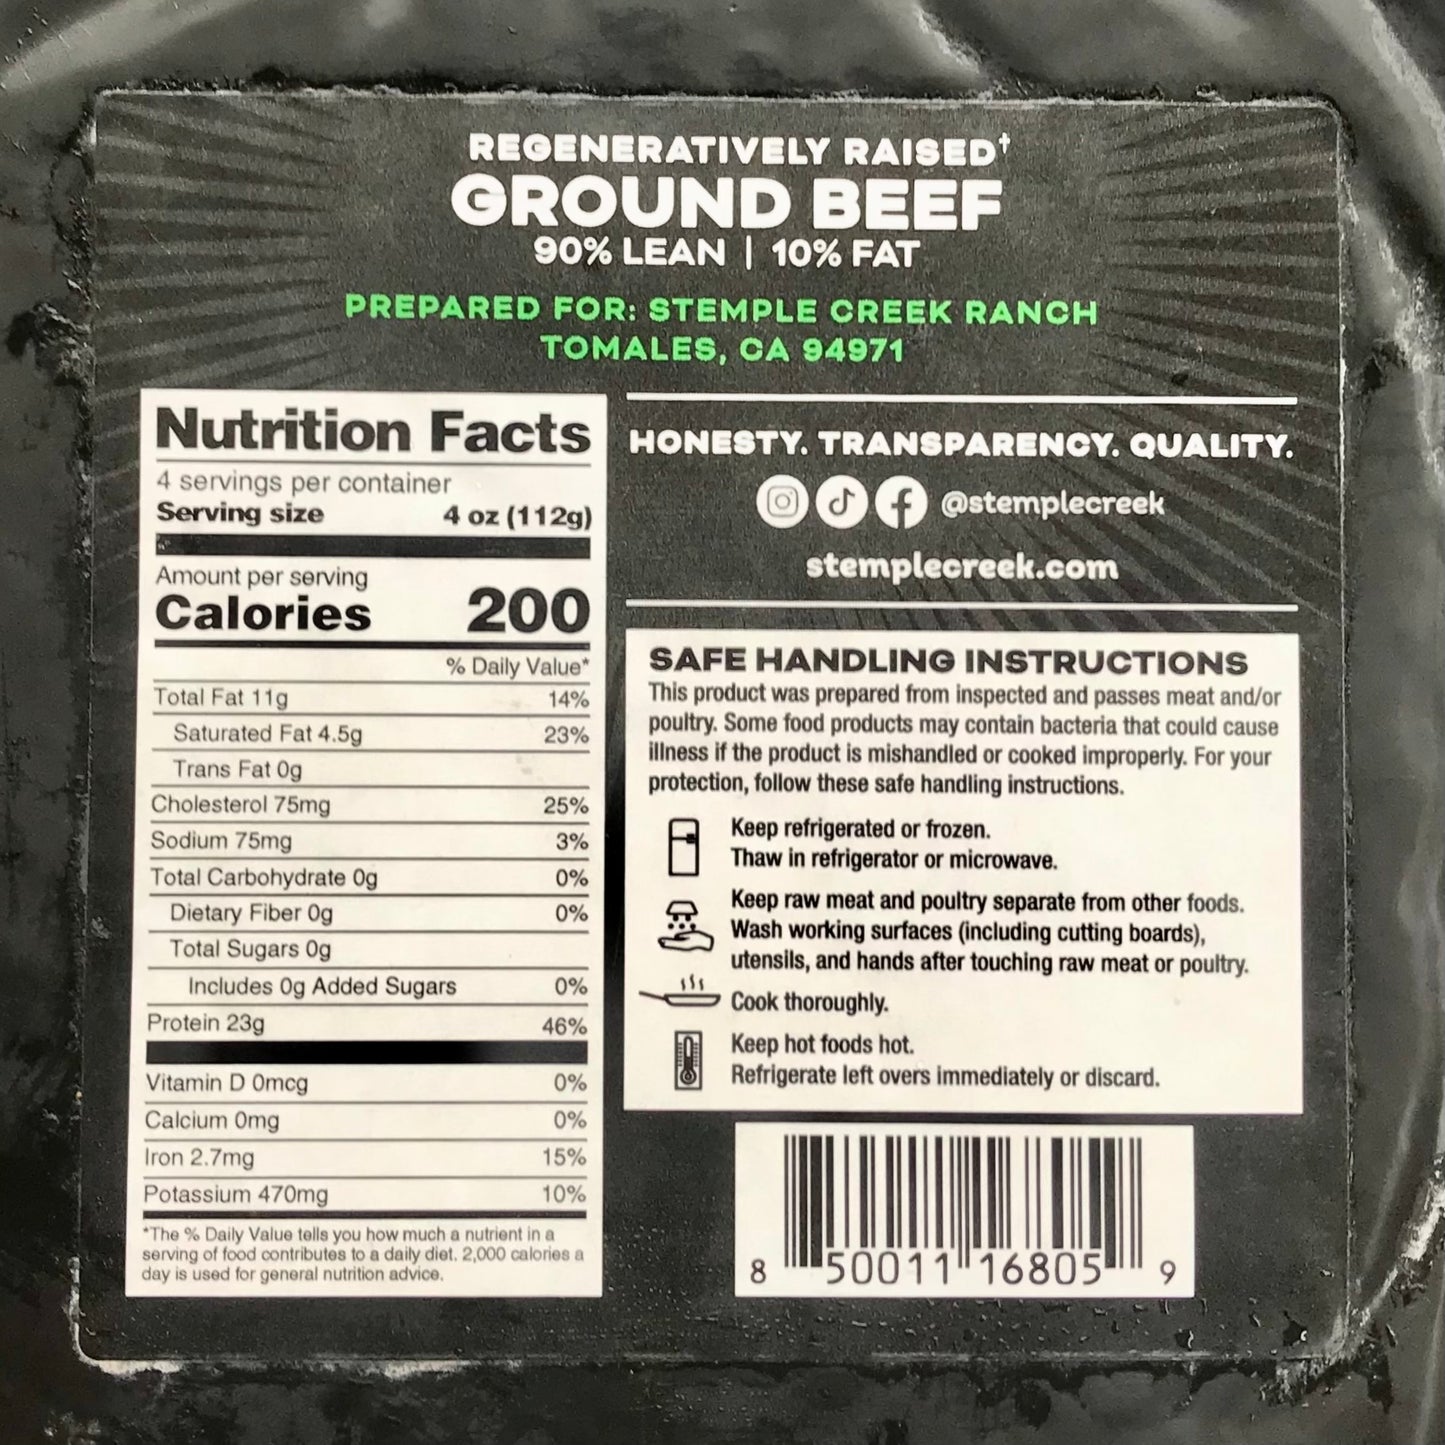 REGENERATIVELY RAISED†
GROUND BEEF
90% LEAN | 10% FAT
PREPARED FOR: STEMPLE CREEK RANCH
TOMALES, CA 94971
Nutrition Facts
4 servings per container
Serving size 4 oz (112g)
Amount per serving
Calories 200
% Daily Value*
Total Fat 11g 14%
Saturated Fat 4.5g 23%
Trans Fat 0g
Cholesterol 75mg 25%
Sodium 75mg 3%
Total Carbohydrate 0g 0%
Dietary Fiber 0g 0%
Total Sugars 0g
Includes 0g Added Sugars 0%
Protein 23g 46%
Vitamin D 0mcg 0%
Calcium 0mg 0%
Iron 2.7mg 15%
Potassium 470mg 10%
*The % Daily Value tells you how much a nutrient in a
serving of food contributes to a daily diet. 2,000 calories a
day is used for general nutrition advice.
HONESTY. TRANSPARENCY. QUALITY.
@stemplecreek
stemplecreek.com
SAFE HANDLING INSTRUCTIONS
This product was prepared from inspected and passes meat and/or
poultry. Some food products may contain bacteria that could cause
illness if the product is mishandled or cooked improperly. For your
protection, follow these safe handling instructions.
Keep refrigerated or frozen.
Thaw in refrigerator or microwave.
Keep raw meat and poultry separate from other foods.
Wash working surfaces (including cutting boards),
utensils, and hands after touching raw meat or poultry.
Cook thoroughly.
Keep hot foods hot.
Refrigerate left overs immediately or discard.
8 50011 16805 9